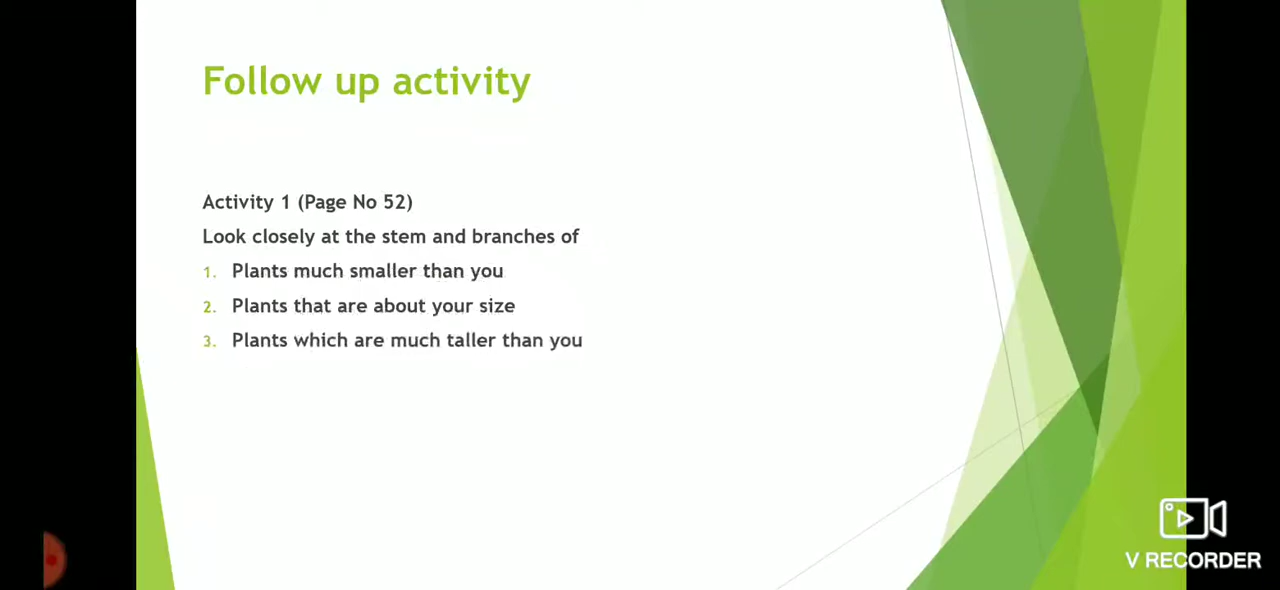 Follow up activity
Activity 1 (Page No 52)
Look closely at the stem and branches of
1. Plants much smaller than you
2. Plants that are about your size
3. Plants which are much taller than you
V RECORDER